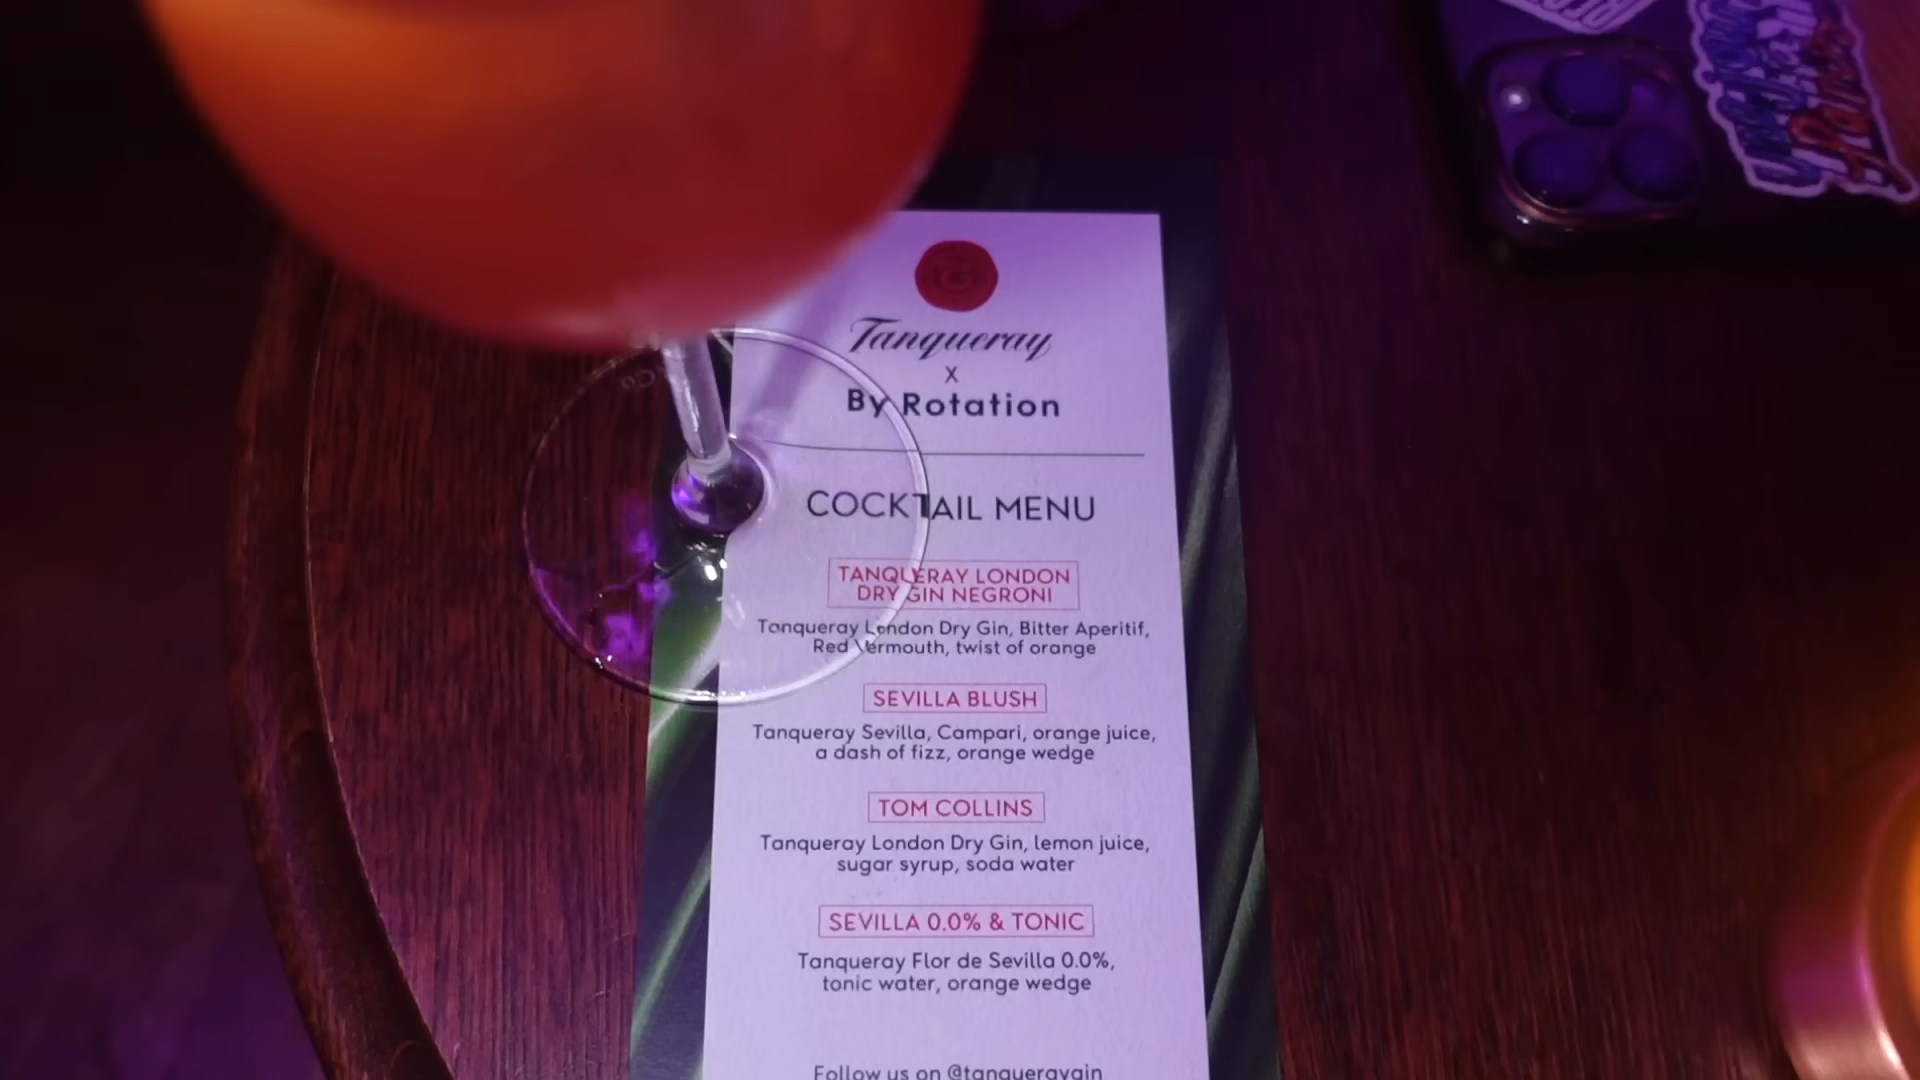 Tanqueray
X
By Rotation
COCKTAIL MENU
TANQUERAY LONDON
DRY GIN NEGRONI
Tanqueray London Dry Gin, Bitter Aperitif,
Red Vermouth, twist of orange
SEVILLA BLUSH
Tanqueray Sevilla, Campari, orange juice,
a dash of fizz, orange wedge
TOM COLLINS
Tanqueray London Dry Gin, lemon juice,
sugar syrup, soda water
SEVILLA 0.0% & TONIC
Tanqueray Flor de Sevilla 0.0%,
tonic water, orange wedge
Follow us on @tanqueraygin